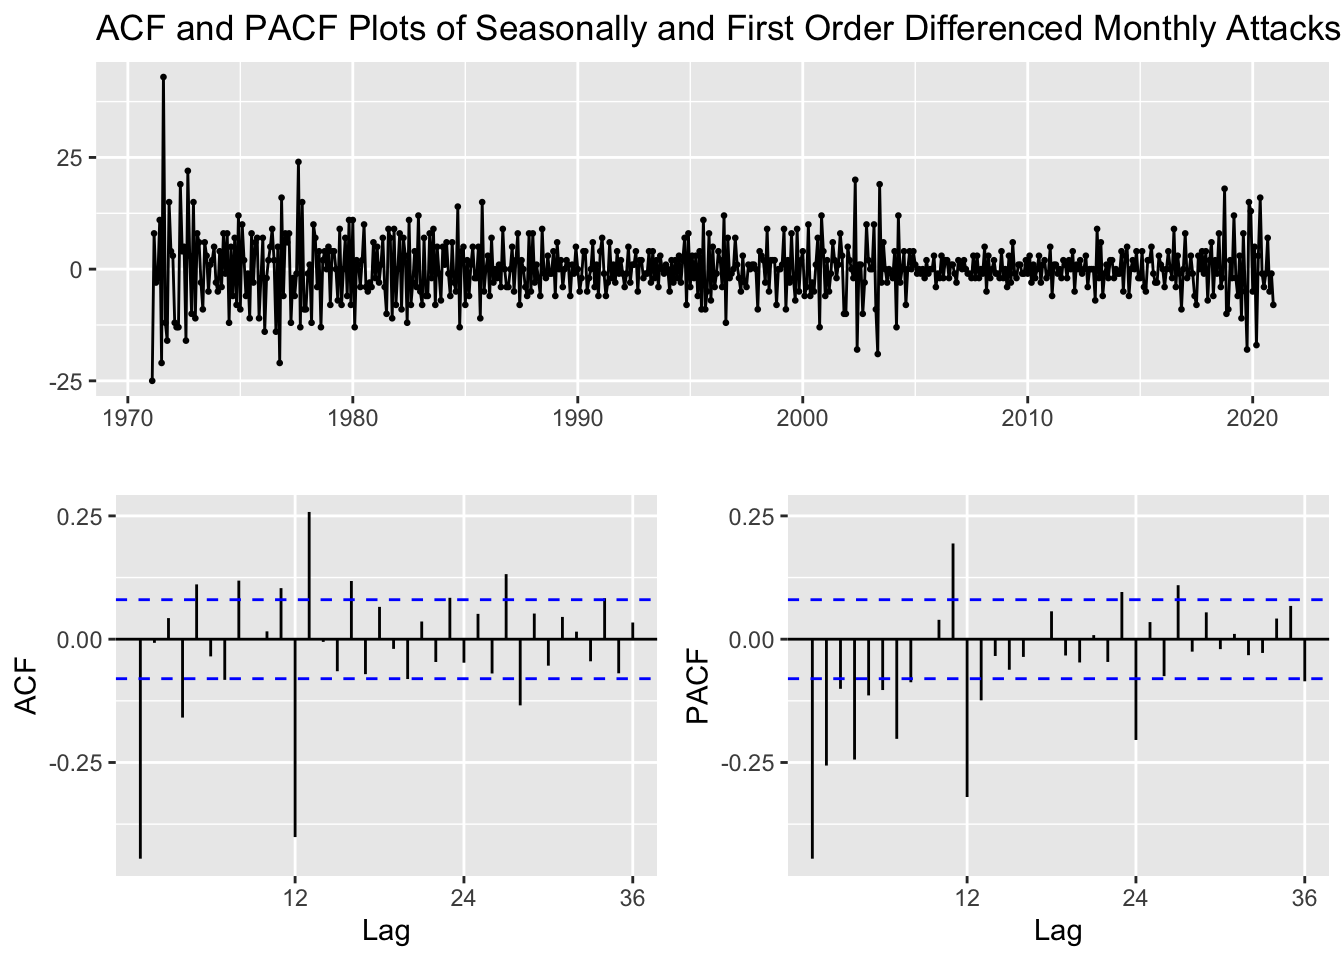 ACF and PACF Plots of Seasonally and First Order Differenced Monthly Attacks
25
0
-25
1970 1980 1990 2000 2010 2020
ACF
0.25
0.00
-0.25
12 24 36
Lag
PACF
0.25
0.00
-0.25
12 24 36
Lag